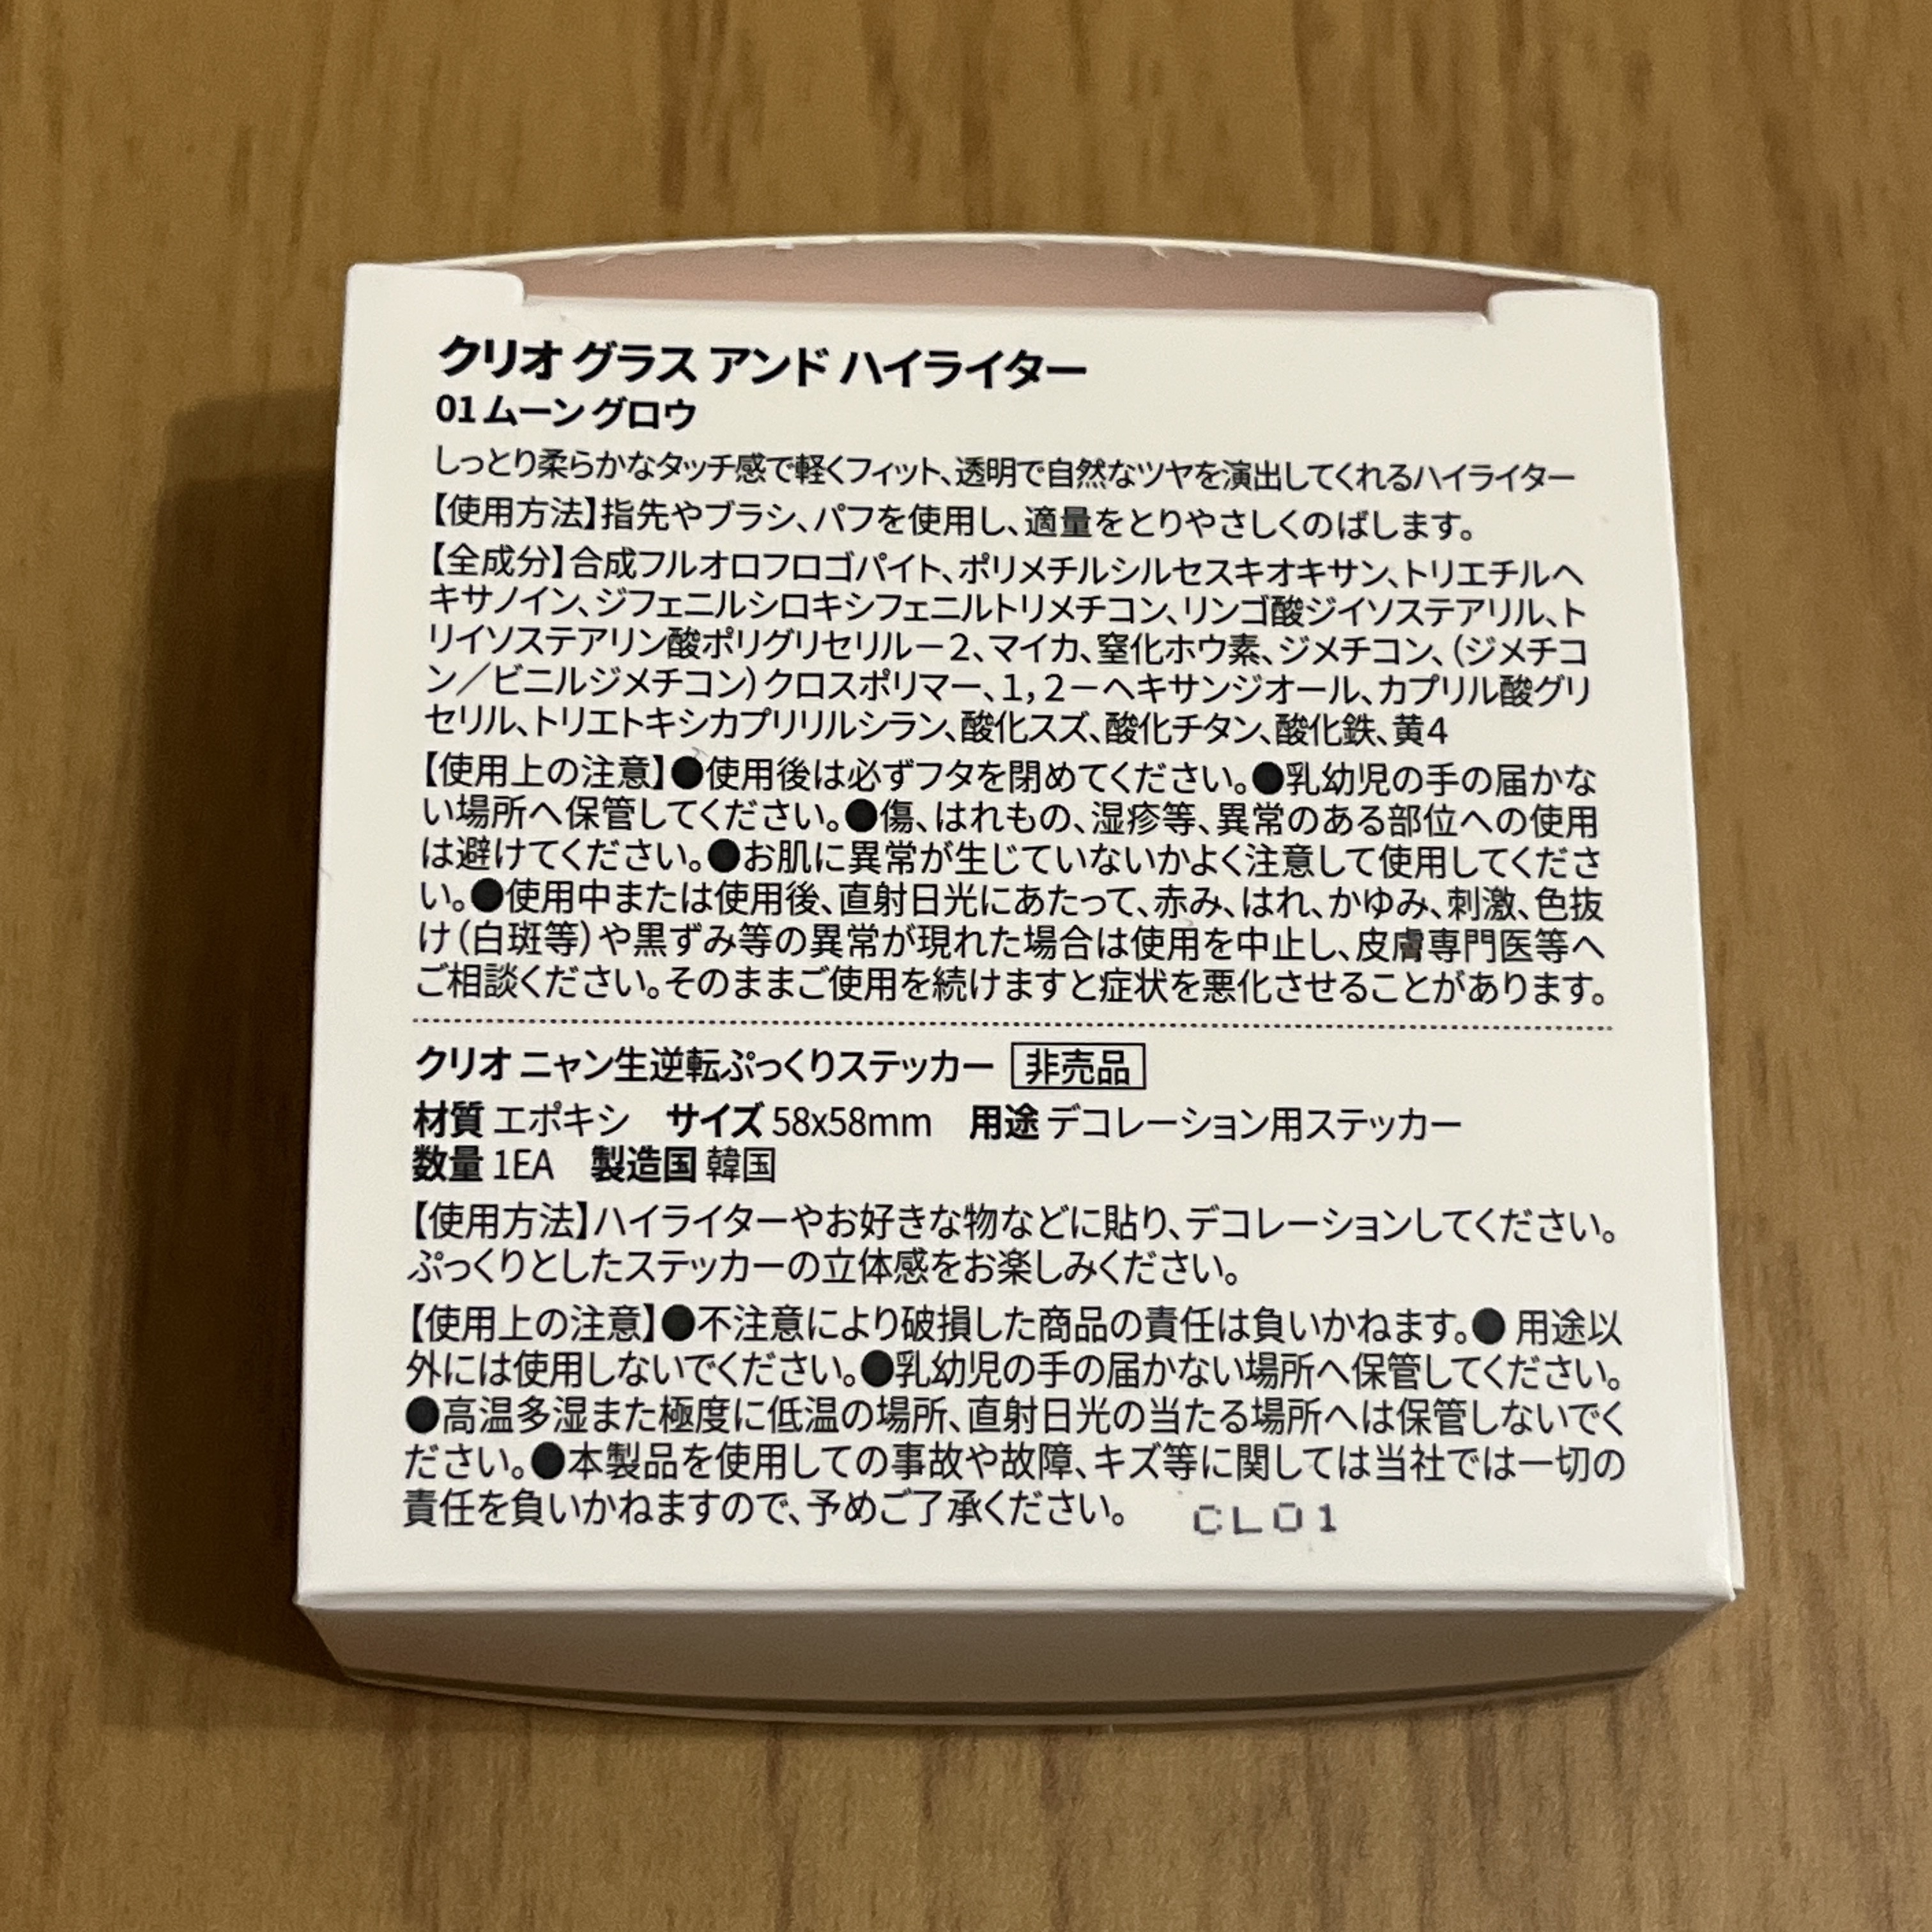 クリオ グラス アンド ハイライター
01 ムーン グロウ
しっとり柔らかなタッチ感で軽くフィット、透明で自然なツヤを演出してくれるハイライター
【使用方法】指先やブラシ、パフを使用し、適量をとりやさしくのばします。
【全成分】合成フルオロフロゴパイト、ポリメチルシルセスキオキサン、トリエチルヘ
キサノイン、ジフェニルシロキシフェニルトリメチコン、リンゴ酸ジイソステアリル、ト
リイソステアリン酸ポリグリセリル－2、マイカ、窒化ホウ素、ジメチコン、（ジメチコ
ン／ビニルジメチコン）クロスポリマー、1，2－ヘキサンジオール、カプリル酸グリ
セリル、トリエトキシカプリリルシラン、酸化スズ、酸化チタン、酸化鉄、黄4
【使用上の注意】●使用後は必ずフタを閉めてください。●乳幼児の手の届かな
い場所へ保管してください。●傷、はれもの、湿疹等、異常のある部位への使用
は避けてください。●お肌に異常が生じていないかよく注意して使用してくださ
い。●使用中または使用後、直射日光にあたって、赤み、はれ、かゆみ、刺激、色抜
け（白斑等）や黒ずみ等の異常が現れた場合は使用を中止し、皮膚専門医等へ
ご相談ください。そのままご使用を続けますと症状を悪化させることがあります。
クリオ ニャン生逆転ぷっくりステッカー 非売品
材質 エポキシ サイズ 58x58mm 用途 デコレーション用ステッカー
数量 1EA 製造国 韓国
【使用方法】ハイライターやお好きな物などに貼り、デコレーションしてください。
ぷっくりとしたステッカーの立体感をお楽しみください。
【使用上の注意】●不注意により破損した商品の責任は負いかねます。● 用途以
外には使用しないでください。●乳幼児の手の届かない場所へ保管してください。
●高温多湿また極度に低温の場所、直射日光の当たる場所へは保管しないでく
ださい。●本製品を使用しての事故や故障、キズ等に関しては当社では一切の
責任を負いかねますので、予めご了承ください。 CL01